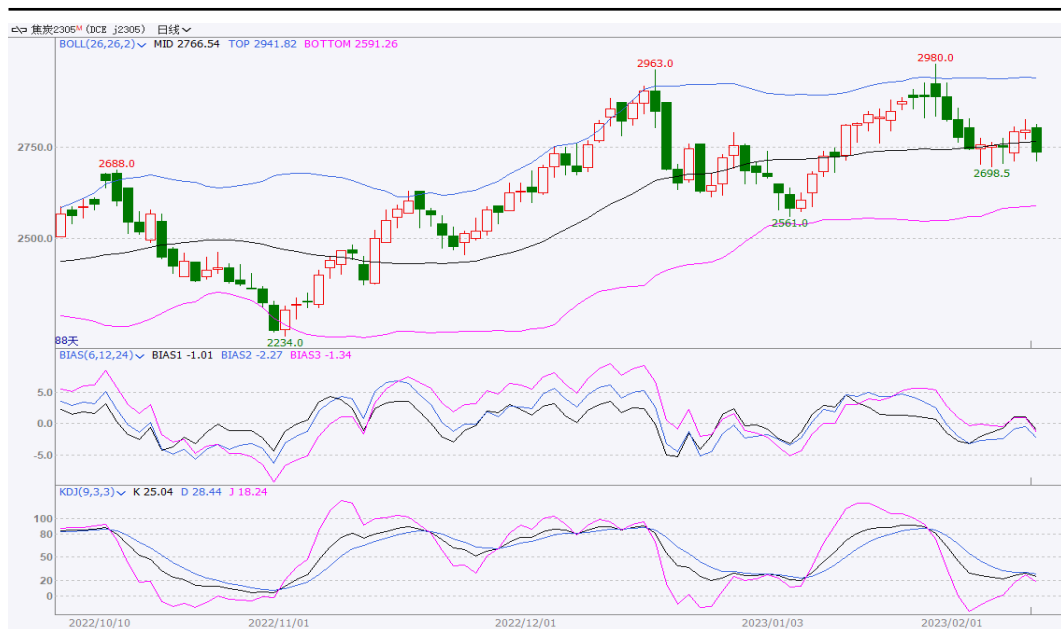 焦炭2305ᴹ (DCE j2305) 日线
BOLL(26,26,2) MID 2766.54 TOP 2941.82 BOTTOM 2591.26
2963.0
2980.0
2750.0
2688.0
2698.5
2561.0
2500.0
2234.0
88天
BIAS(6,12,24) BIAS1 -1.01 BIAS2 -2.27 BIAS3 -1.34
5.0
0.0
-5.0
KDJ(9,3,3) K 25.04 D 28.44 J 18.24
100
80
50
20
0
2022/10/10 2022/11/01 2022/12/01 2023/01/03 2023/02/01